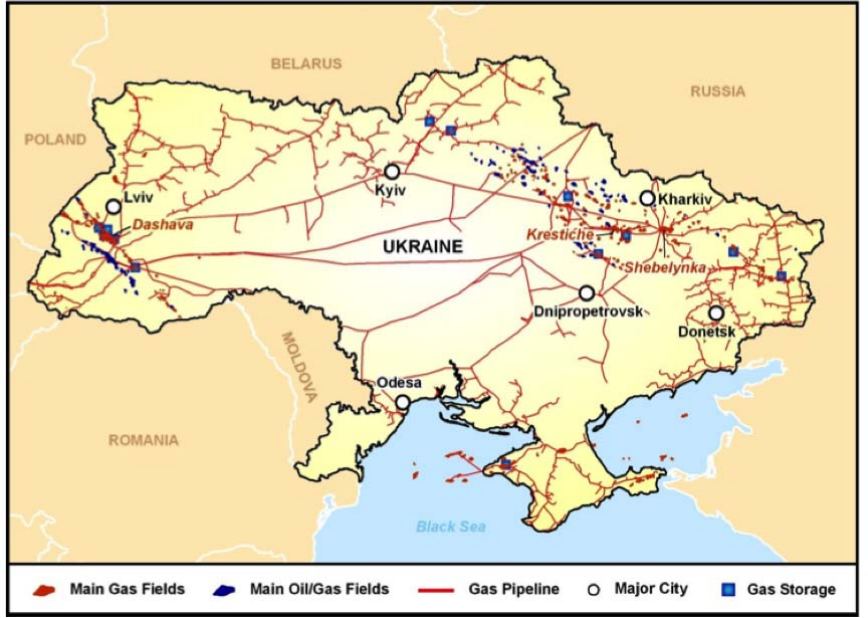 BELARUS
RUSSIA
POLAND
Kyiv
Lviv
Kharkiv
Dashava
Krestiche
UKRAINE
Shebelynka
Dnipropetrovsk
Donetsk
MOLDOVA
Odesa
ROMANIA
Black Sea
Main Gas Fields Main Oil/Gas Fields Gas Pipeline Major City Gas Storage